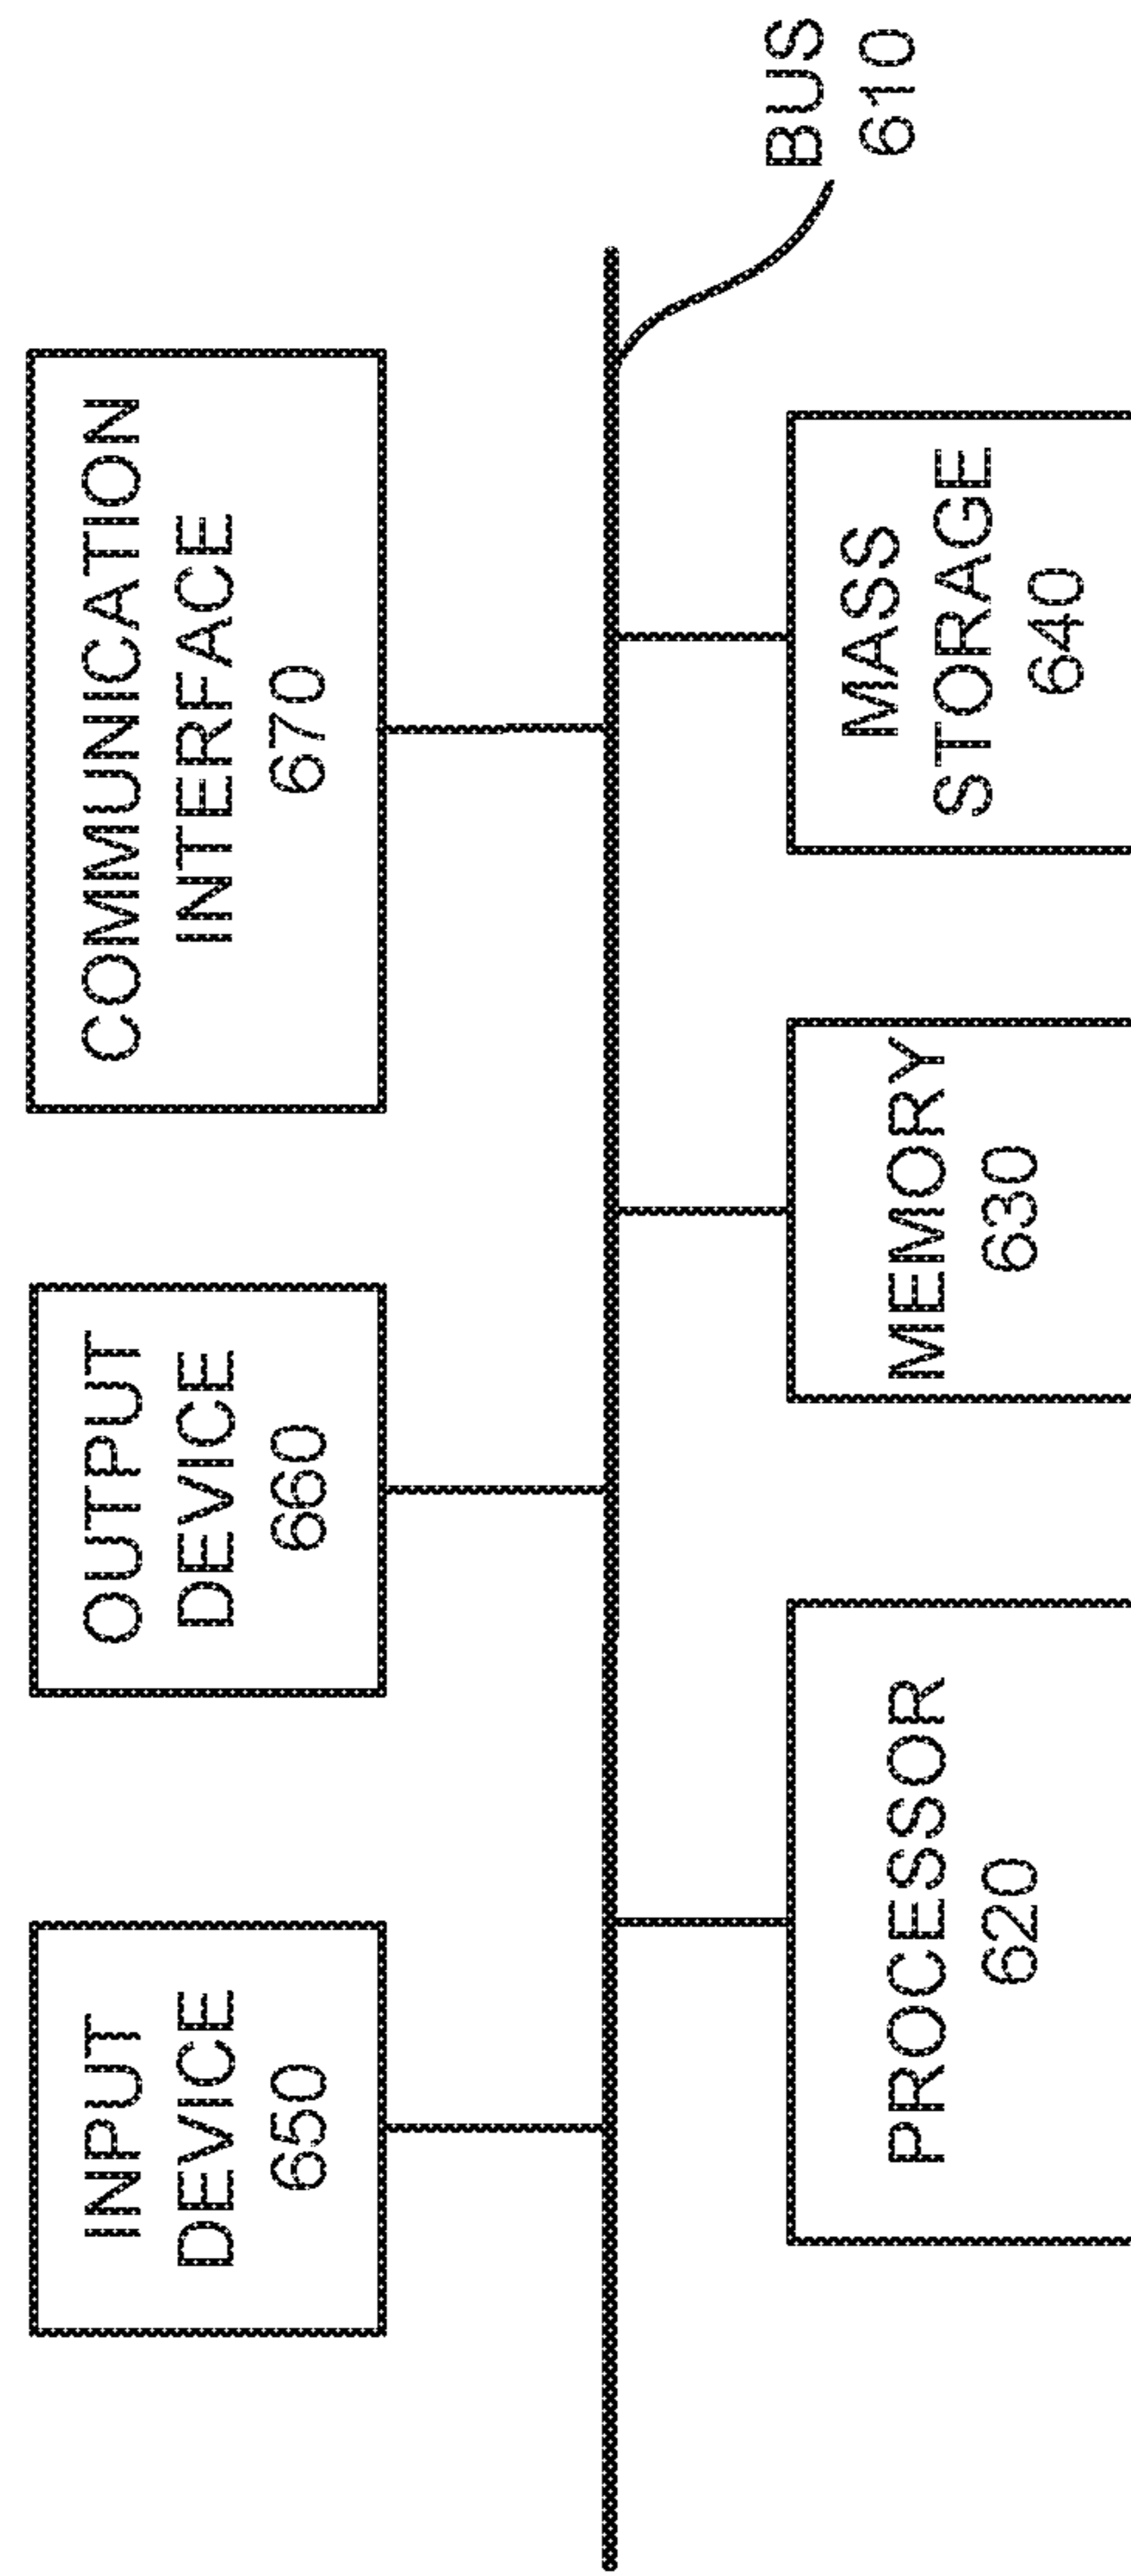 INPUT
DEVICE
650
OUTPUT
DEVICE
660
COMMUNICATION
INTERFACE
670
BUS
610
PROCESSOR
620
MEMORY
630
MASS
STORAGE
640